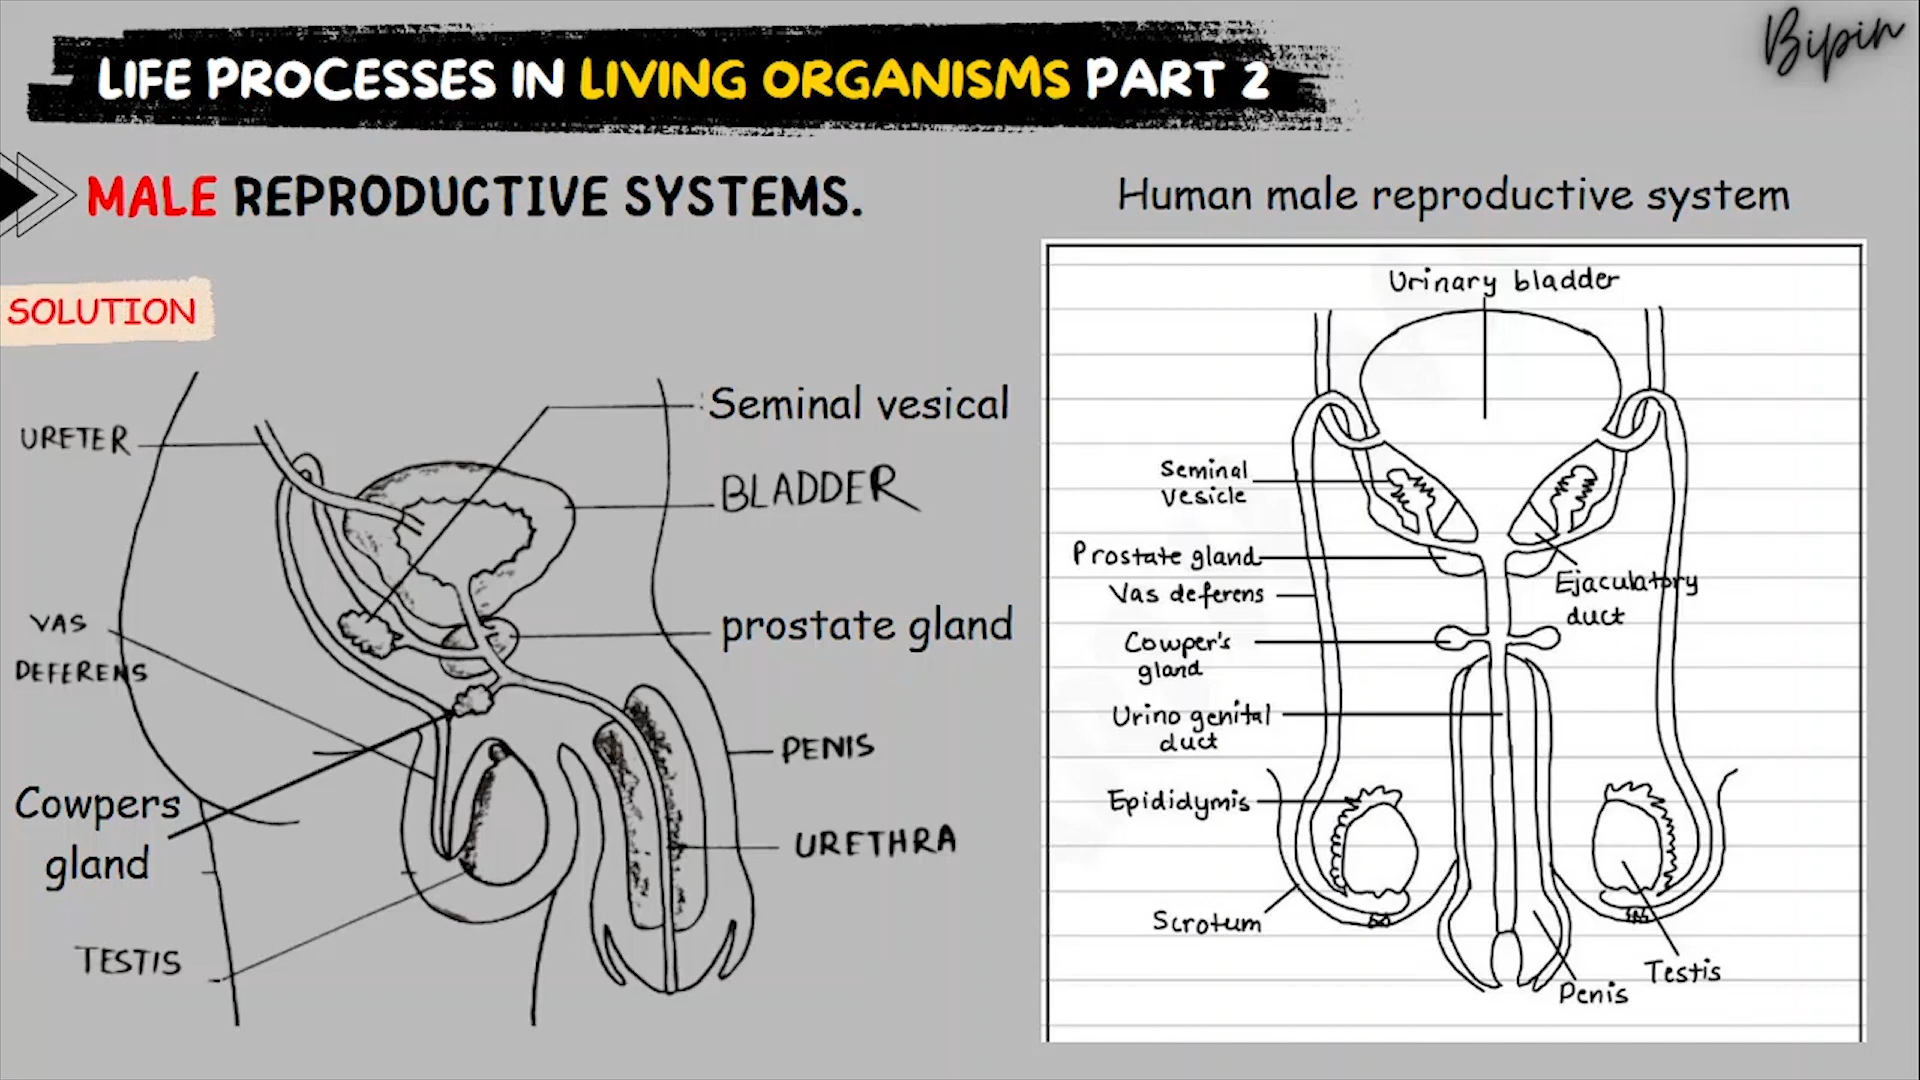 Bipin
LIFE PROCESSES IN LIVING ORGANISMS PART 2
MALE REPRODUCTIVE SYSTEMS.
SOLUTION
URETER
Seminal vesical
BLADDER
VAS
DEFERENS
prostate gland
PENIS
Cowpers
gland
URETHRA
TESTIS
Human male reproductive system
Urinary bladder
Seminal
Vesicle
Prostate gland
Vas deferens
Ejaculatory
duct
Cowper's
gland
Urino genital
duct
Epididymis
Scrotum
Testis
Penis